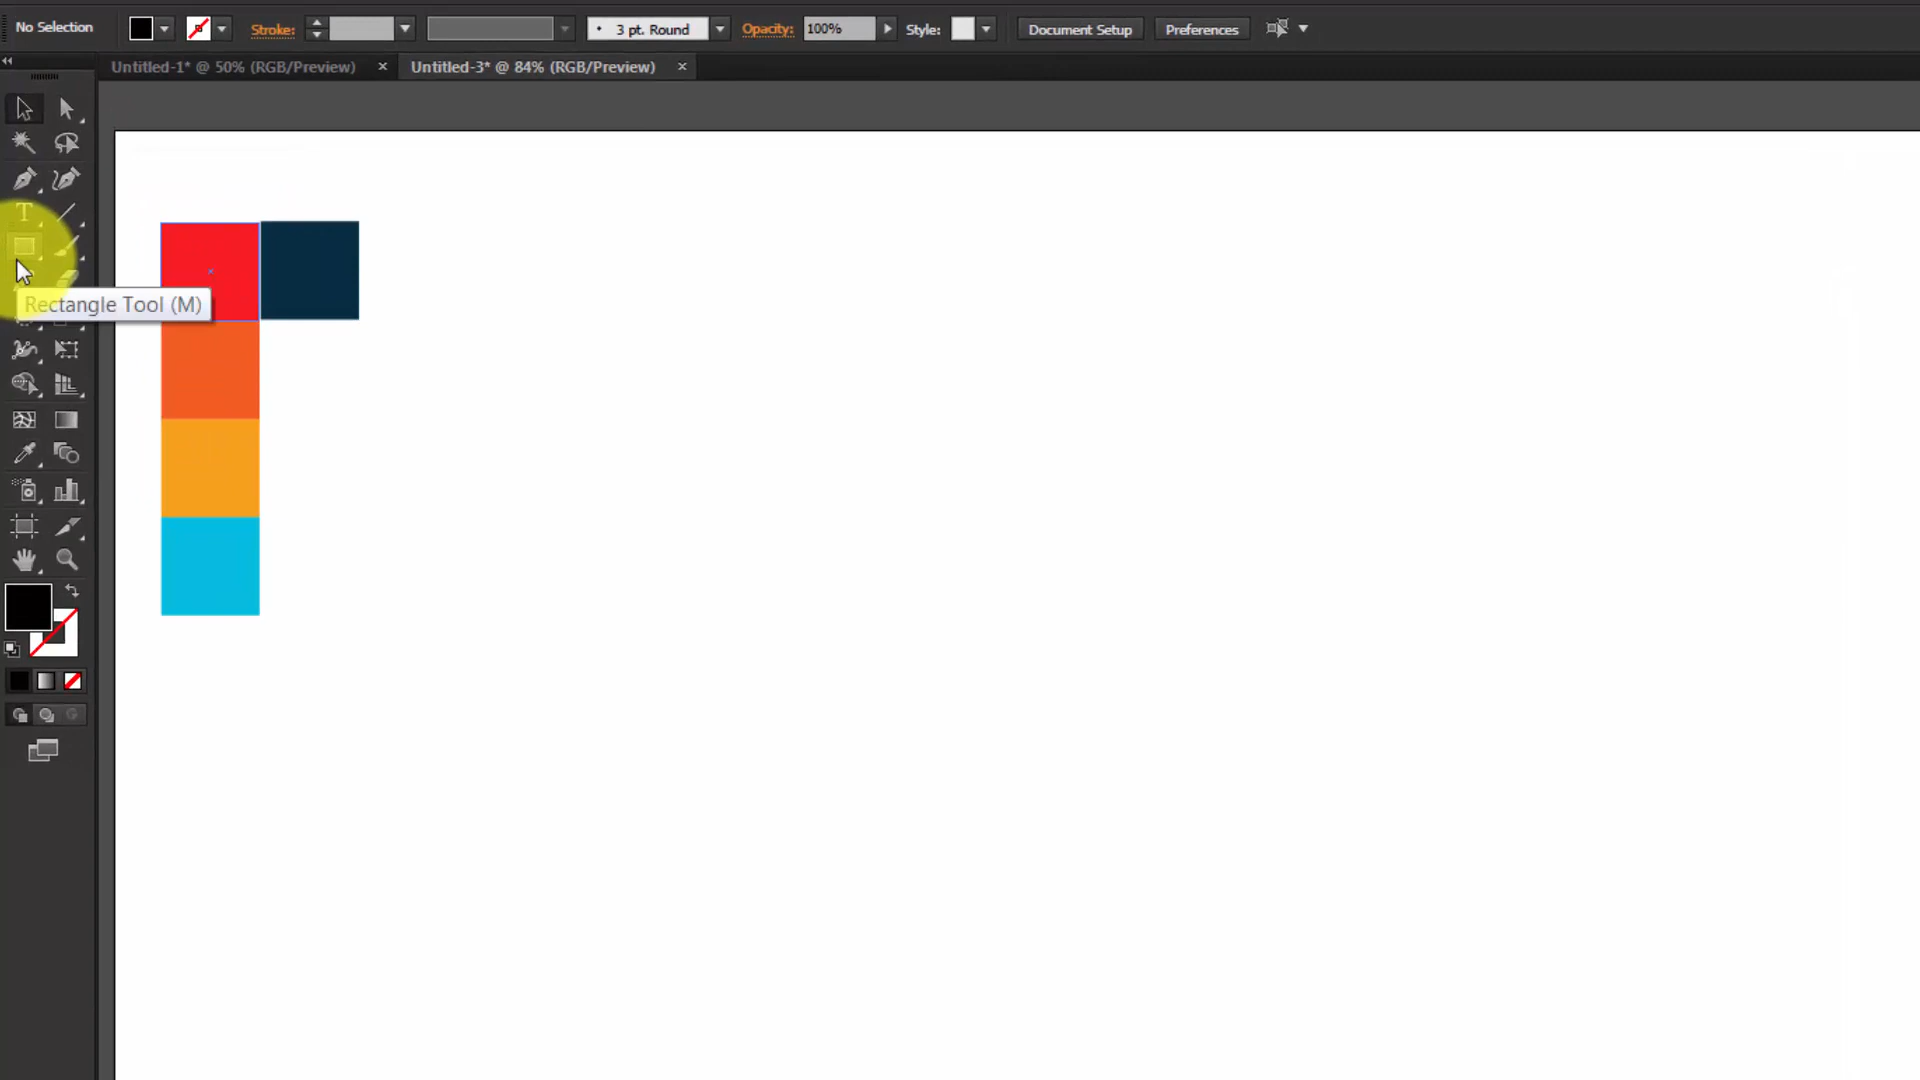 No Selection
Stroke:
3 pt. Round
Opacity:
100%
Style:
Document Setup
Preferences
Untitled-1* @ 50% (RGB/Preview)
Untitled-3* @ 84% (RGB/Preview)
Rectangle Tool (M)